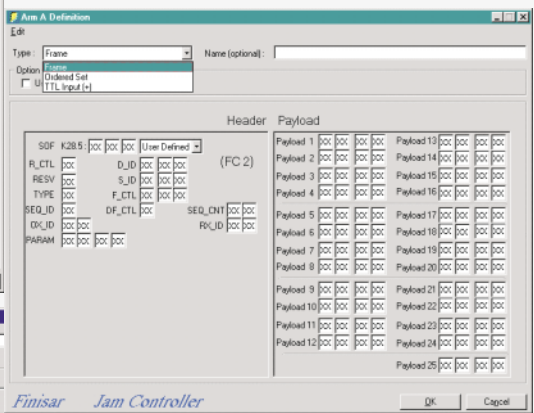 Arm A Definition
Edit
Type : Frame Name (optional) :
Option Frame
U Ordered Set
TTL Input (+)
Header Payload
SOF K28.5 : xx xx xx User Defined
(FC 2)
R_CTL xx D_ID xx xx xx
RESV xx S_ID xx xx xx
TYPE xx F_CTL xx xx xx
SEQ_ID xx DF_CTL xx SEQ_CNT xx xx
OX_ID xx xx RX_ID xx xx
PARAM xx xx xx xx
Payload 1 xx xx xx xx Payload 13 xx xx xx xx
Payload 2 xx xx xx xx Payload 14 xx xx xx xx
Payload 3 xx xx xx xx Payload 15 xx xx xx xx
Payload 4 xx xx xx xx Payload 16 xx xx xx xx
Payload 5 xx xx xx xx Payload 17 xx xx xx xx
Payload 6 xx xx xx xx Payload 18 xx xx xx xx
Payload 7 xx xx xx xx Payload 19 xx xx xx xx
Payload 8 xx xx xx xx Payload 20 xx xx xx xx
Payload 9 xx xx xx xx Payload 21 xx xx xx xx
Payload 10 xx xx xx xx Payload 22 xx xx xx xx
Payload 11 xx xx xx xx Payload 23 xx xx xx xx
Payload 12 xx xx xx xx Payload 24 xx xx xx xx
Payload 25 xx xx xx xx
Finisar Jam Controller OK Cancel